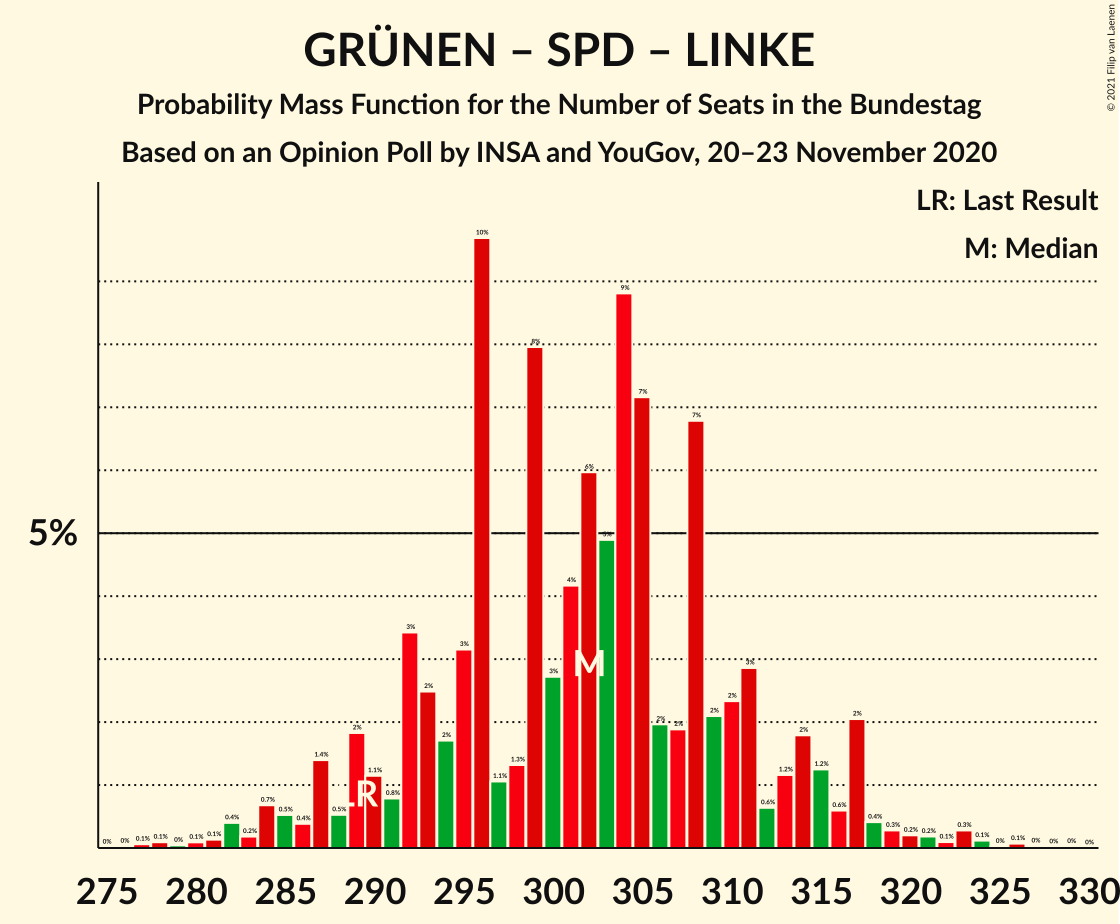 GRÜNEN – SPD – LINKE
Probability Mass Function for the Number of Seats in the Bundestag
Based on an Opinion Poll by INSA and YouGov, 20–23 November 2020
© 2021 Filip van Laenen
LR: Last Result
M: Median
5%
0% 0% 0.1% 0.1% 0% 0.1% 0.1% 0.4% 0.2% 0.7% 0.5% 0.4% 1.4% 0.5% 2% 1.1% 0.8% 3% 2% 2% 3% 10% 1.1% 1.3% 8% 3% 4% 6% 5% 9% 7% 2% 2% 7% 2% 2% 3% 0.6% 1.2% 2% 1.2% 0.6% 2% 0.4% 0.3% 0.2% 0.2% 0.1% 0.3% 0.1% 0% 0.1% 0% 0% 0% 0%
LR
M
275 280 285 290 295 300 305 310 315 320 325 330